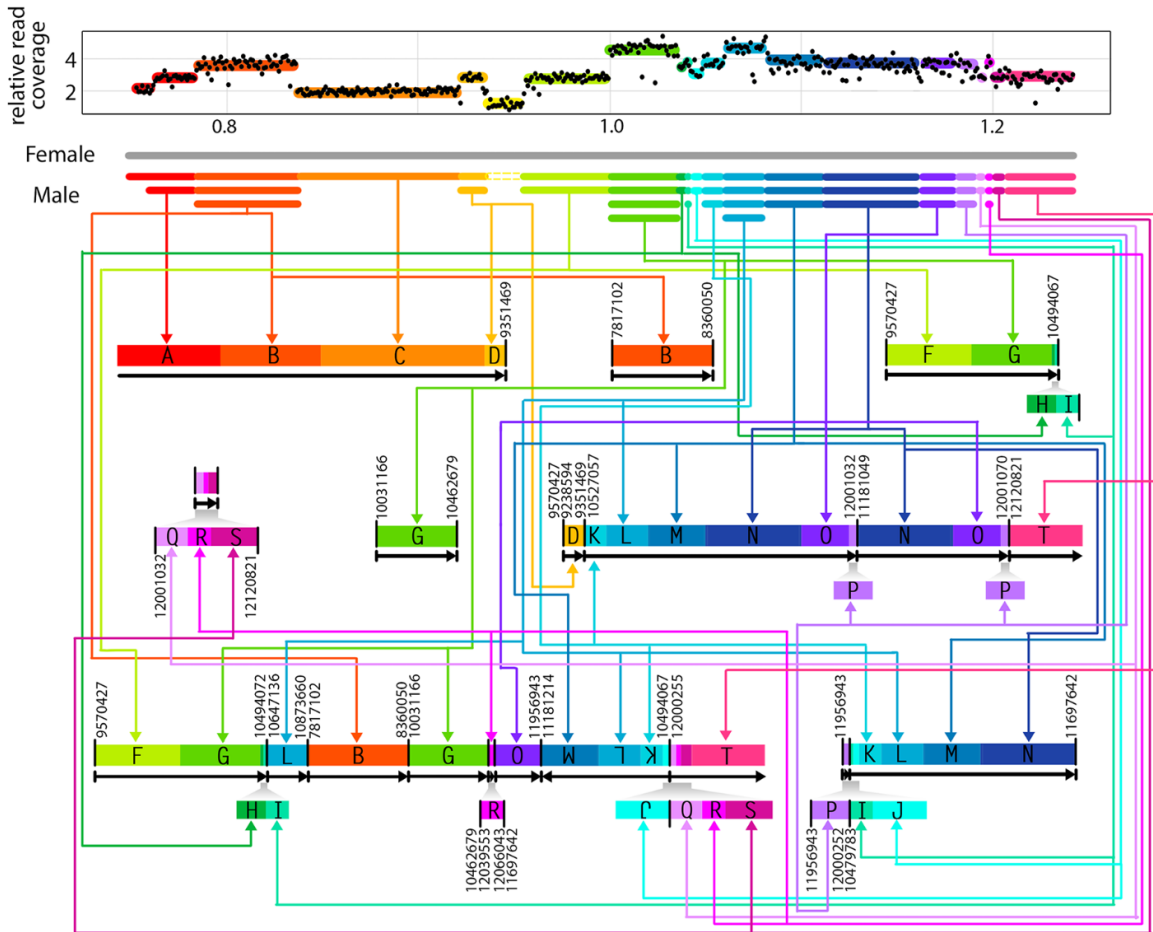 relative read
coverage
4
2
0.8
1.0
1.2
Female
Male
9351469
7817102
8360050
9570427
10494067
A B C D
B
F G
H I
10031166
10462679
9570427
9238594
9351469
10527057
12001032
11181049
12001070
12120821
Q R S
12001032
12120821
G
D K L M N O N O T
P
P
9570427
10494072
10647136
10873660
7817102
8360050
10031166
11956943
11181214
10494067
12000255
11956943
11697642
F G L B G O M L K T
K L M N
H I
R
J Q R S
P I J
10462679
12039553
12066043
11697642
11956943
12000252
10479783